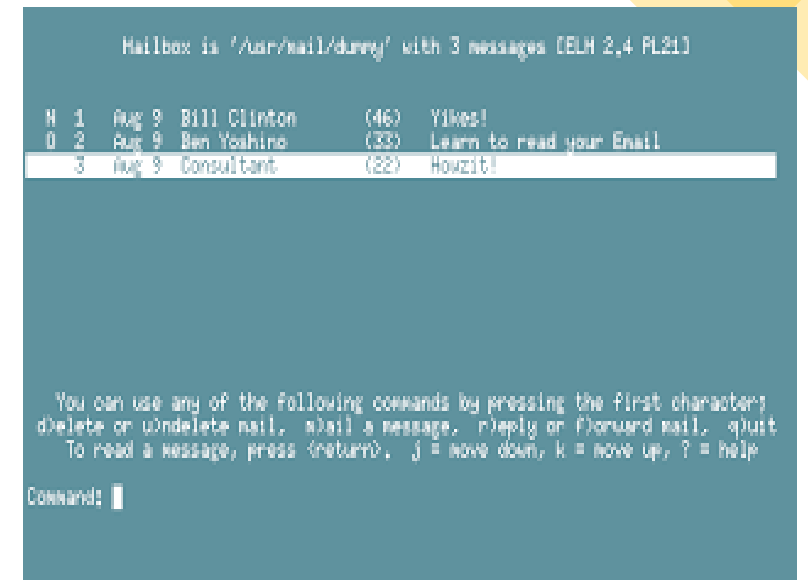 Mailbox is '/usr/mail/dummy' with 3 messages [ELM 2.4 PL21]
N 1 Aug 9 Bill Clinton (46) Yikes!
O 2 Aug 9 Ben Yoshino (33) Learn to read your Email
3 Aug 9 Consultant (22) Howzit!
You can use any of the following commands by pressing the first character;
d)elete or u)ndelete mail, m)ail a message, r)eply or f)orward mail, q)uit
To read a message, press <return>. j = move down, k = move up, ? = help
Command: